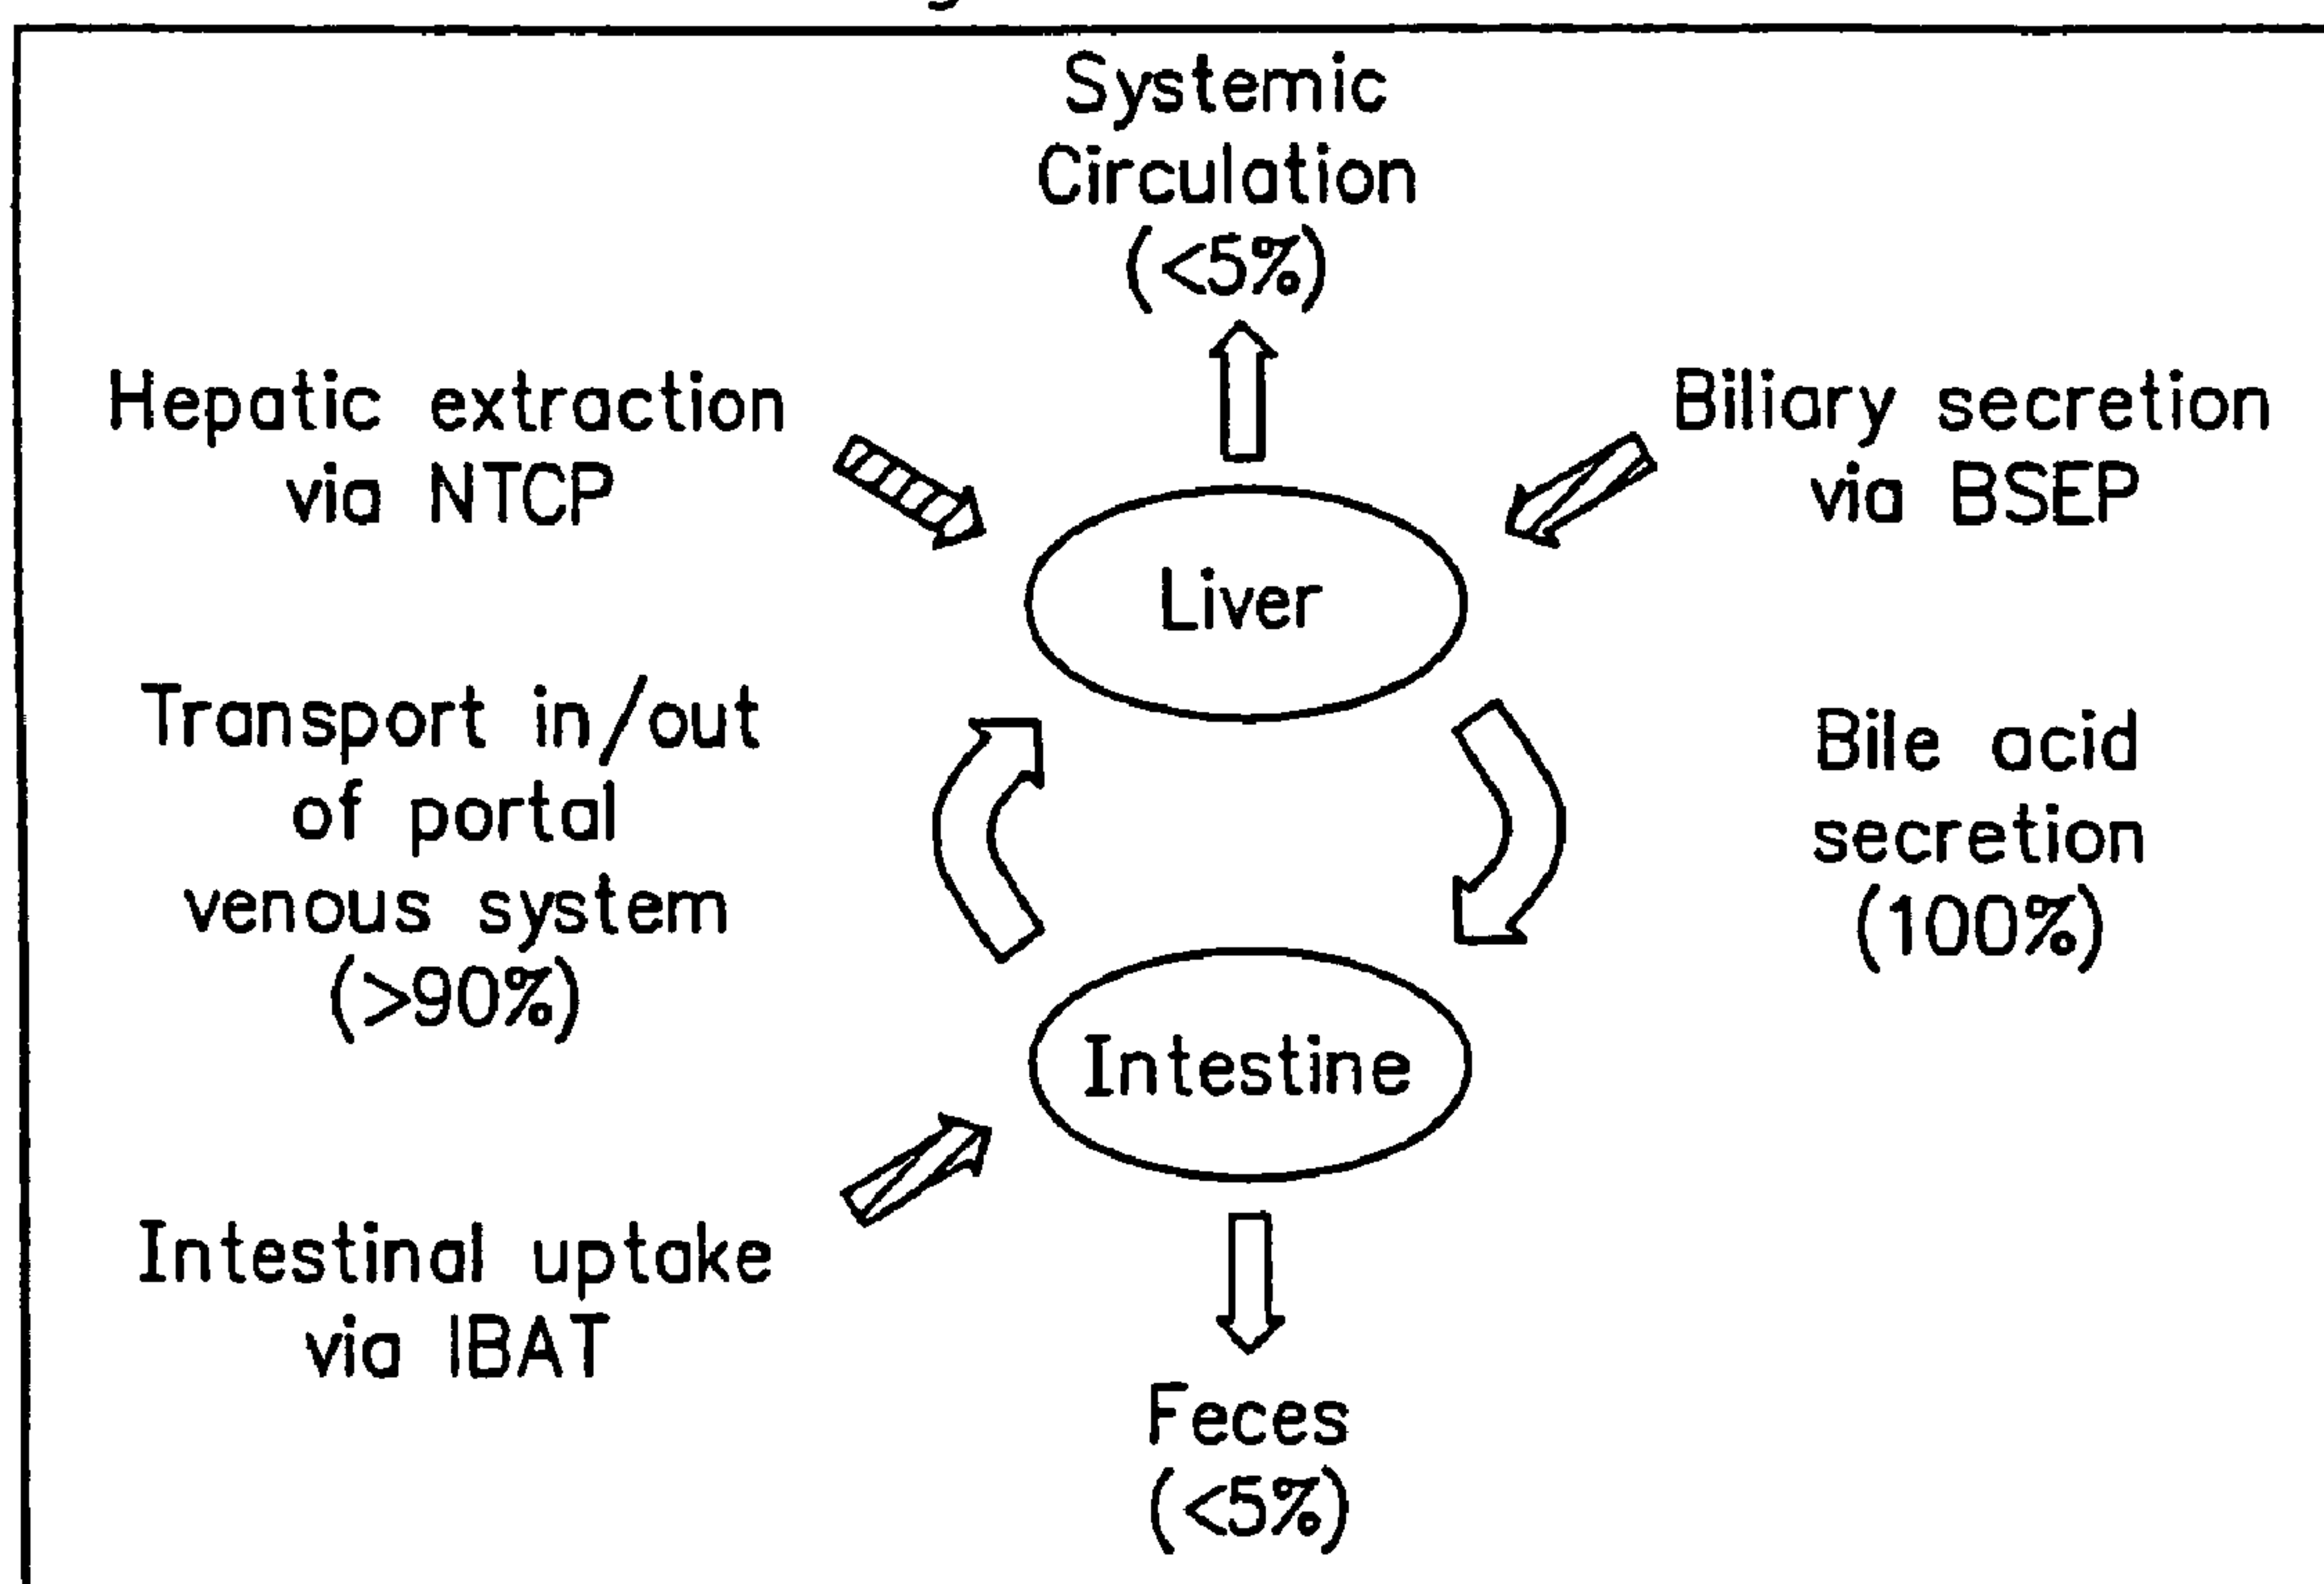 Systemic
Circulation
(<5%)
Hepatic extraction
via NTCP
Biliary secretion
via BSEP
Liver
Transport in/out
of portal
venous system
(>90%)
Bile acid
secretion
(100%)
Intestine
Intestinal uptake
via IBAT
Feces
(<5%)